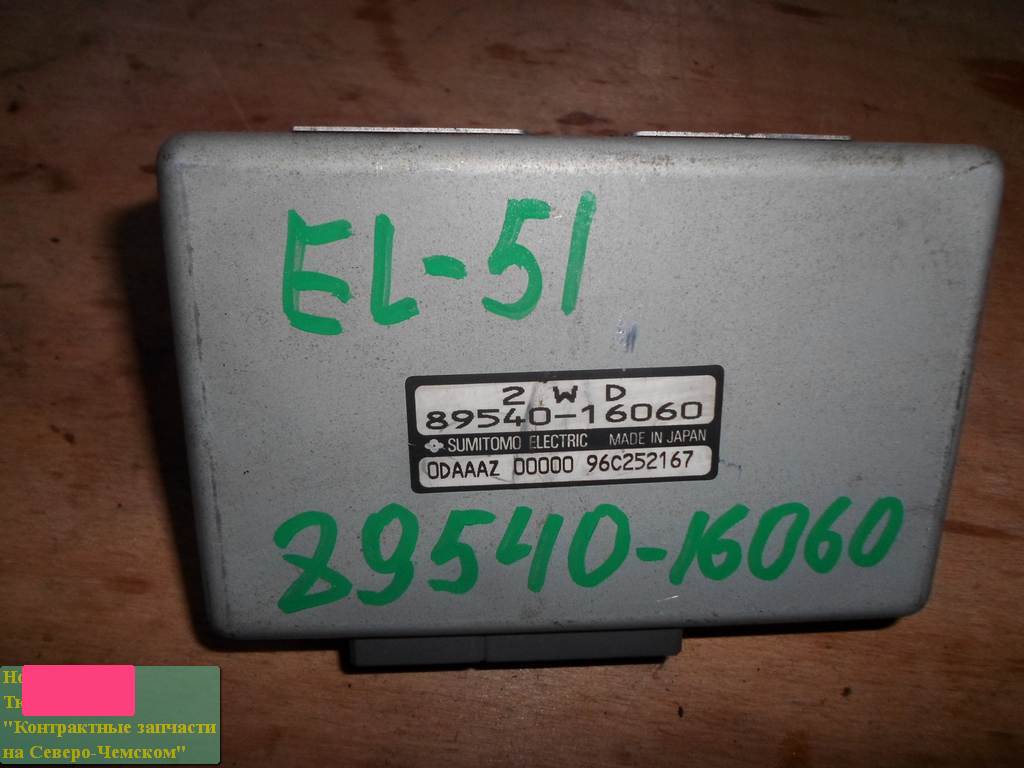 EL-51
2 W D
89540-16060
SUMITOMO ELECTRIC MADE IN JAPAN
0DAAAZ 00000 96C252167
89540-16060
"Контрактные запчасти
на Северо-Чемском"